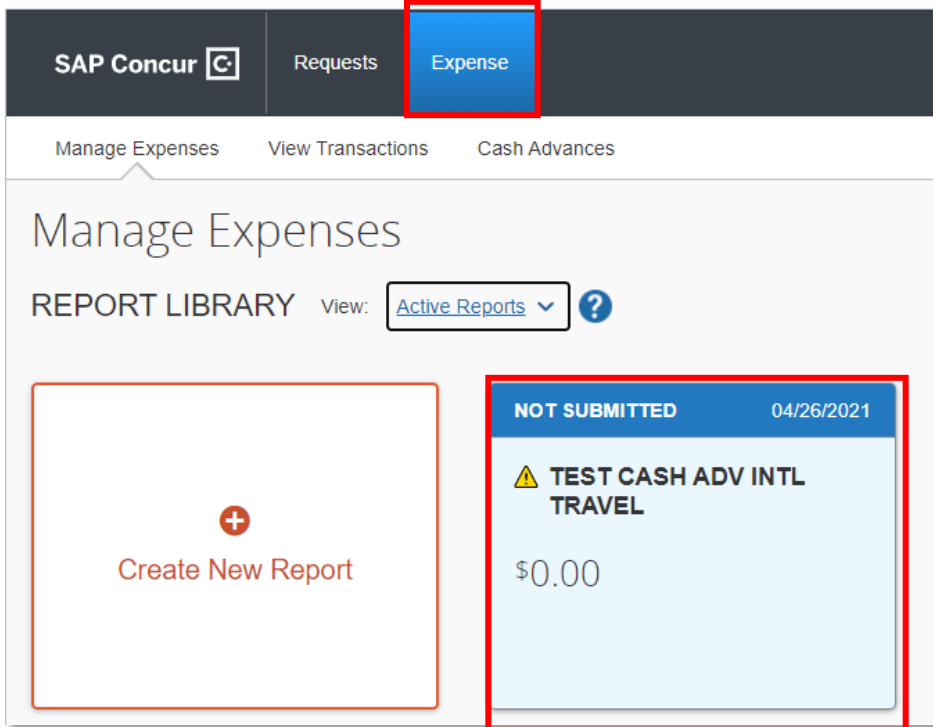 SAP Concur C Requests Expense
Manage Expenses View Transactions Cash Advances
Manage Expenses
REPORT LIBRARY View: Active Reports ?
NOT SUBMITTED 04/26/2021
TEST CASH ADV INTL
TRAVEL
Create New Report
$0.00